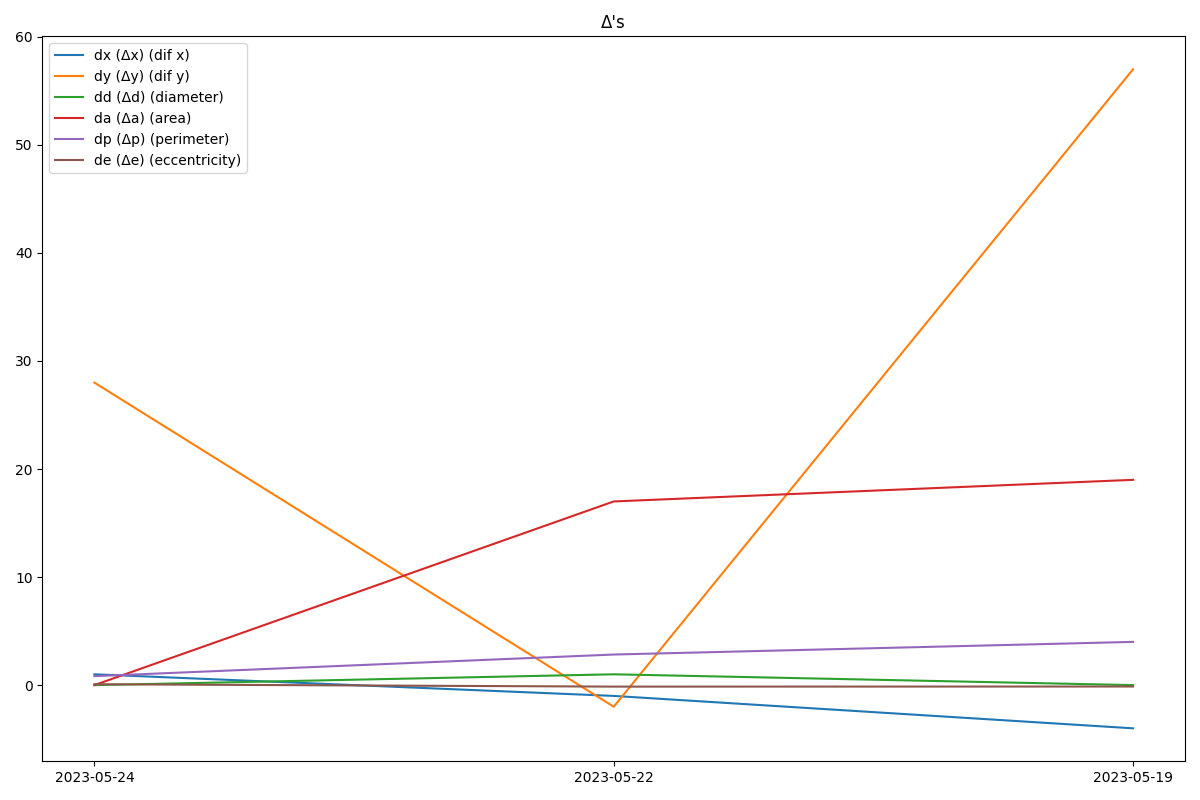 Δ's
60
50
40
30
20
10
0
dx (Δx) (dif x)
dy (Δy) (dif y)
dd (Δd) (diameter)
da (Δa) (area)
dp (Δp) (perimeter)
de (Δe) (eccentricity)
2023-05-24
2023-05-22
2023-05-19